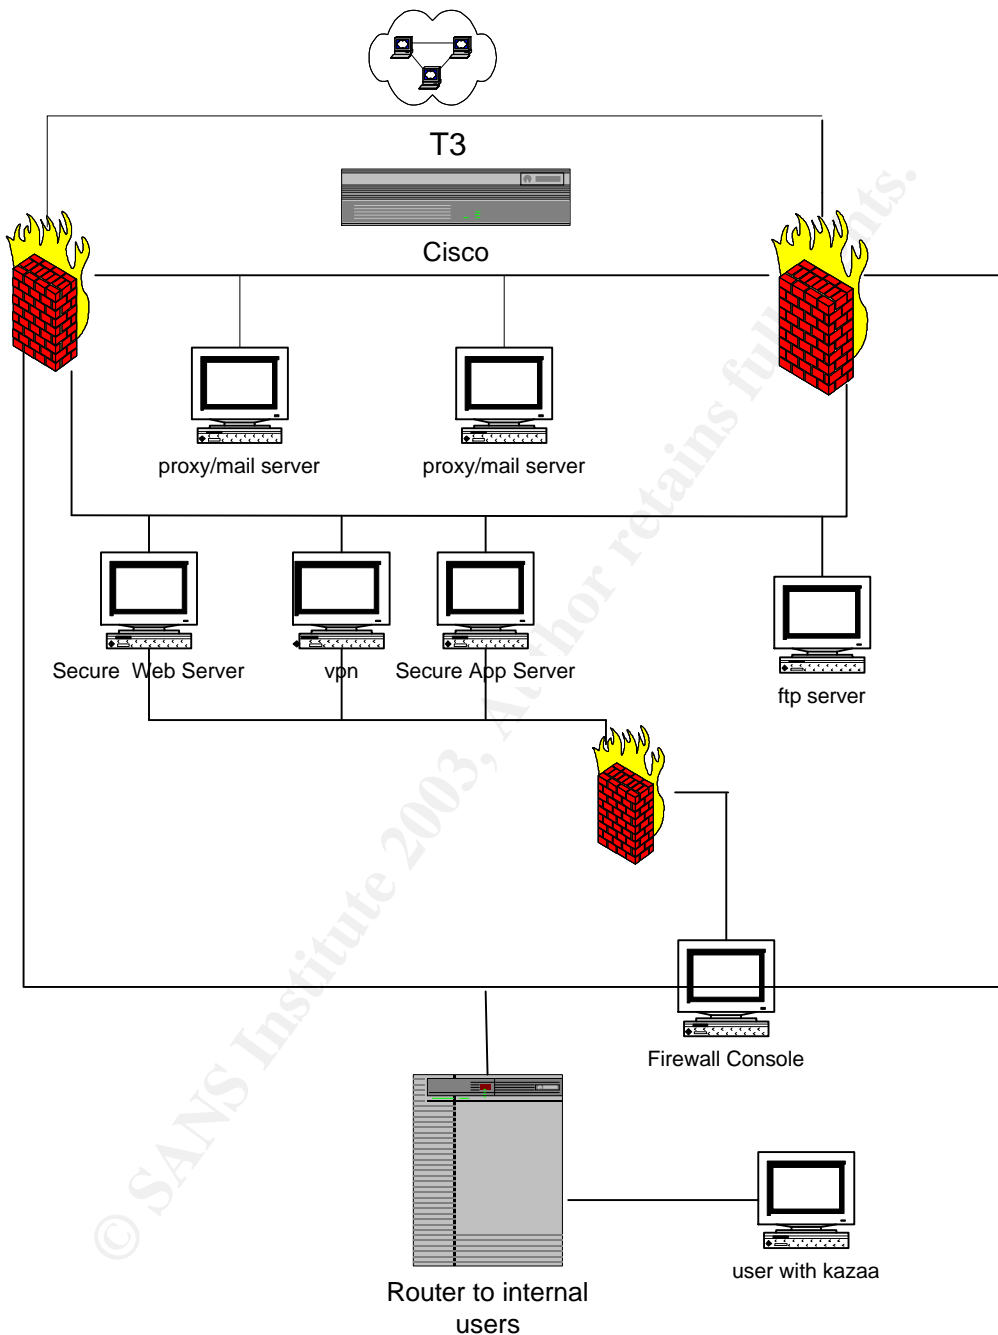 T3
Cisco
proxy/mail server
proxy/mail server
Secure Web Server
vpn
Secure App Server
ftp server
Firewall Console
Router to internal
users
user with kazaa
© SANS Institute 2003, Author retains full rights.